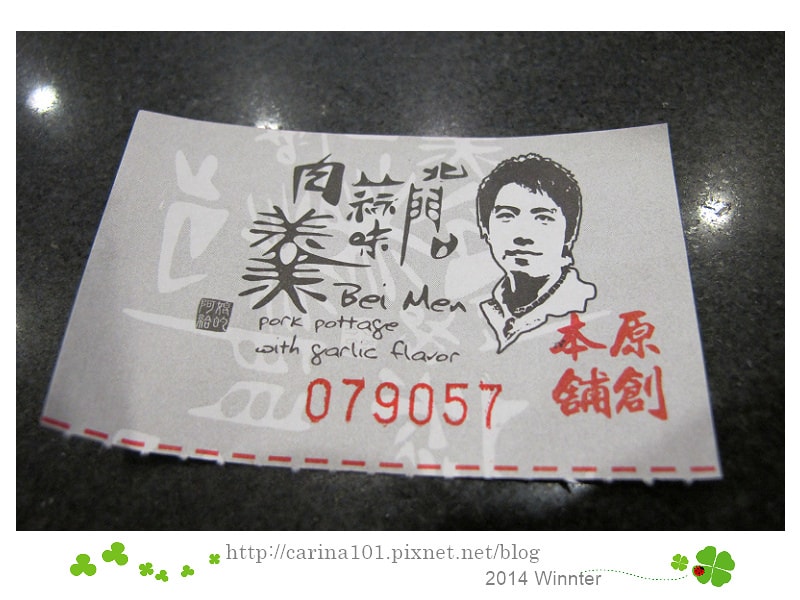 北門口
蒜味
肉羹
Bei Men
pork pottage
with garlic flavor
079057
原創
本舖
http://carina101.pixnet.net/blog
2014 Winnter